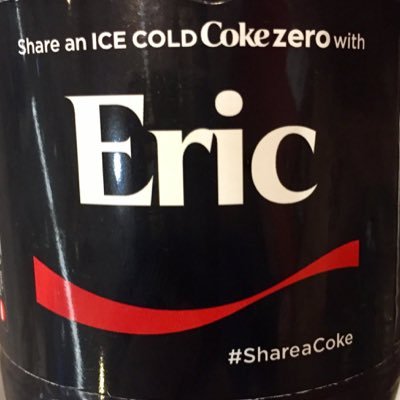 Share an ICE COLD Coke zero with
Eric
#ShareaCoke